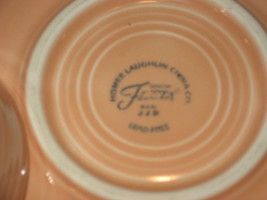 HOMER LAUGHLIN CHINA CO.
Fiesta
U.S.A.
LEAD FREE